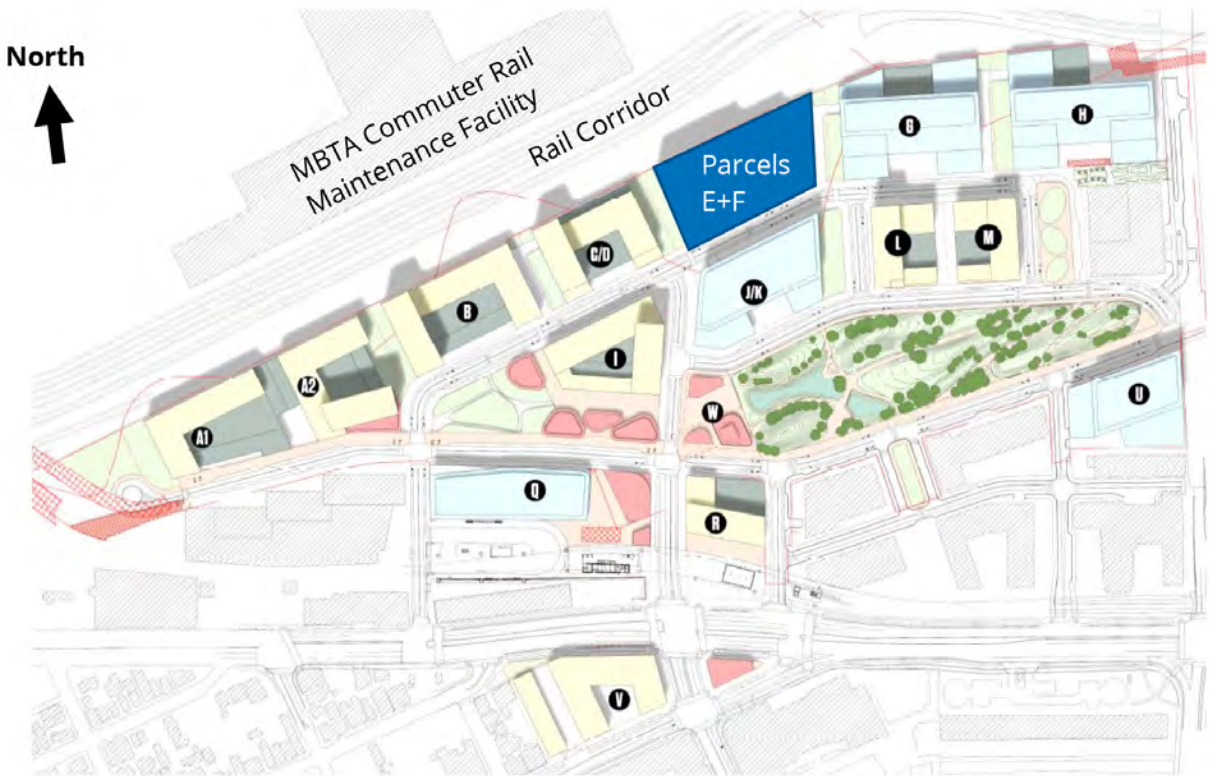 North
MBTA Commuter Rail
Maintenance Facility
Rail Corridor
Parcels
E+F
G
H
C/D
L
M
J/K
B
I
A2
W
U
A1
Q
R
V